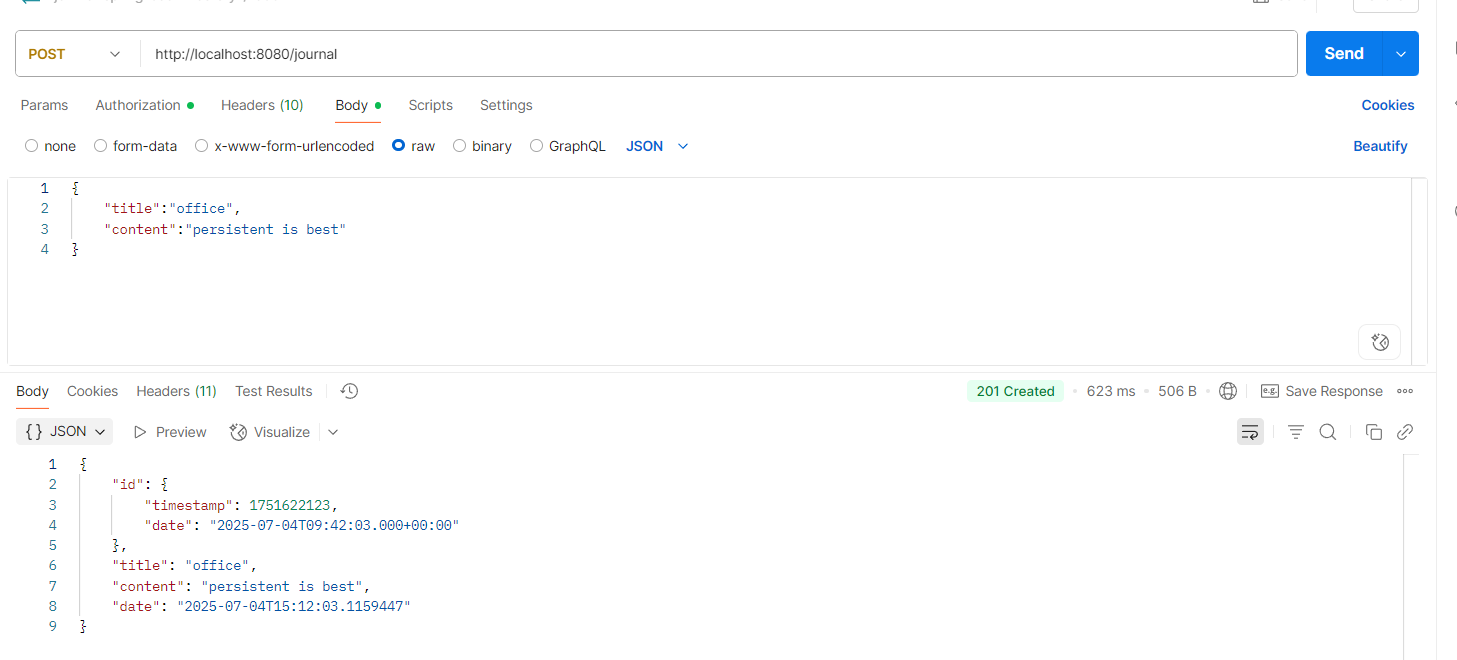 POST http://localhost:8080/journal Send
Params Authorization Headers (10) Body Scripts Settings Cookies
none form-data x-www-form-urlencoded raw binary GraphQL JSON Beautify
1 {
2 "title":"office",
3 "content":"persistent is best"
4 }
Body Cookies Headers (11) Test Results 201 Created 623 ms 506 B e.g. Save Response
{} JSON Preview Visualize
1 {
2 "id": {
3 "timestamp": 1751622123,
4 "date": "2025-07-04T09:42:03.000+00:00"
5 },
6 "title": "office",
7 "content": "persistent is best",
8 "date": "2025-07-04T15:12:03.1159447"
9 }